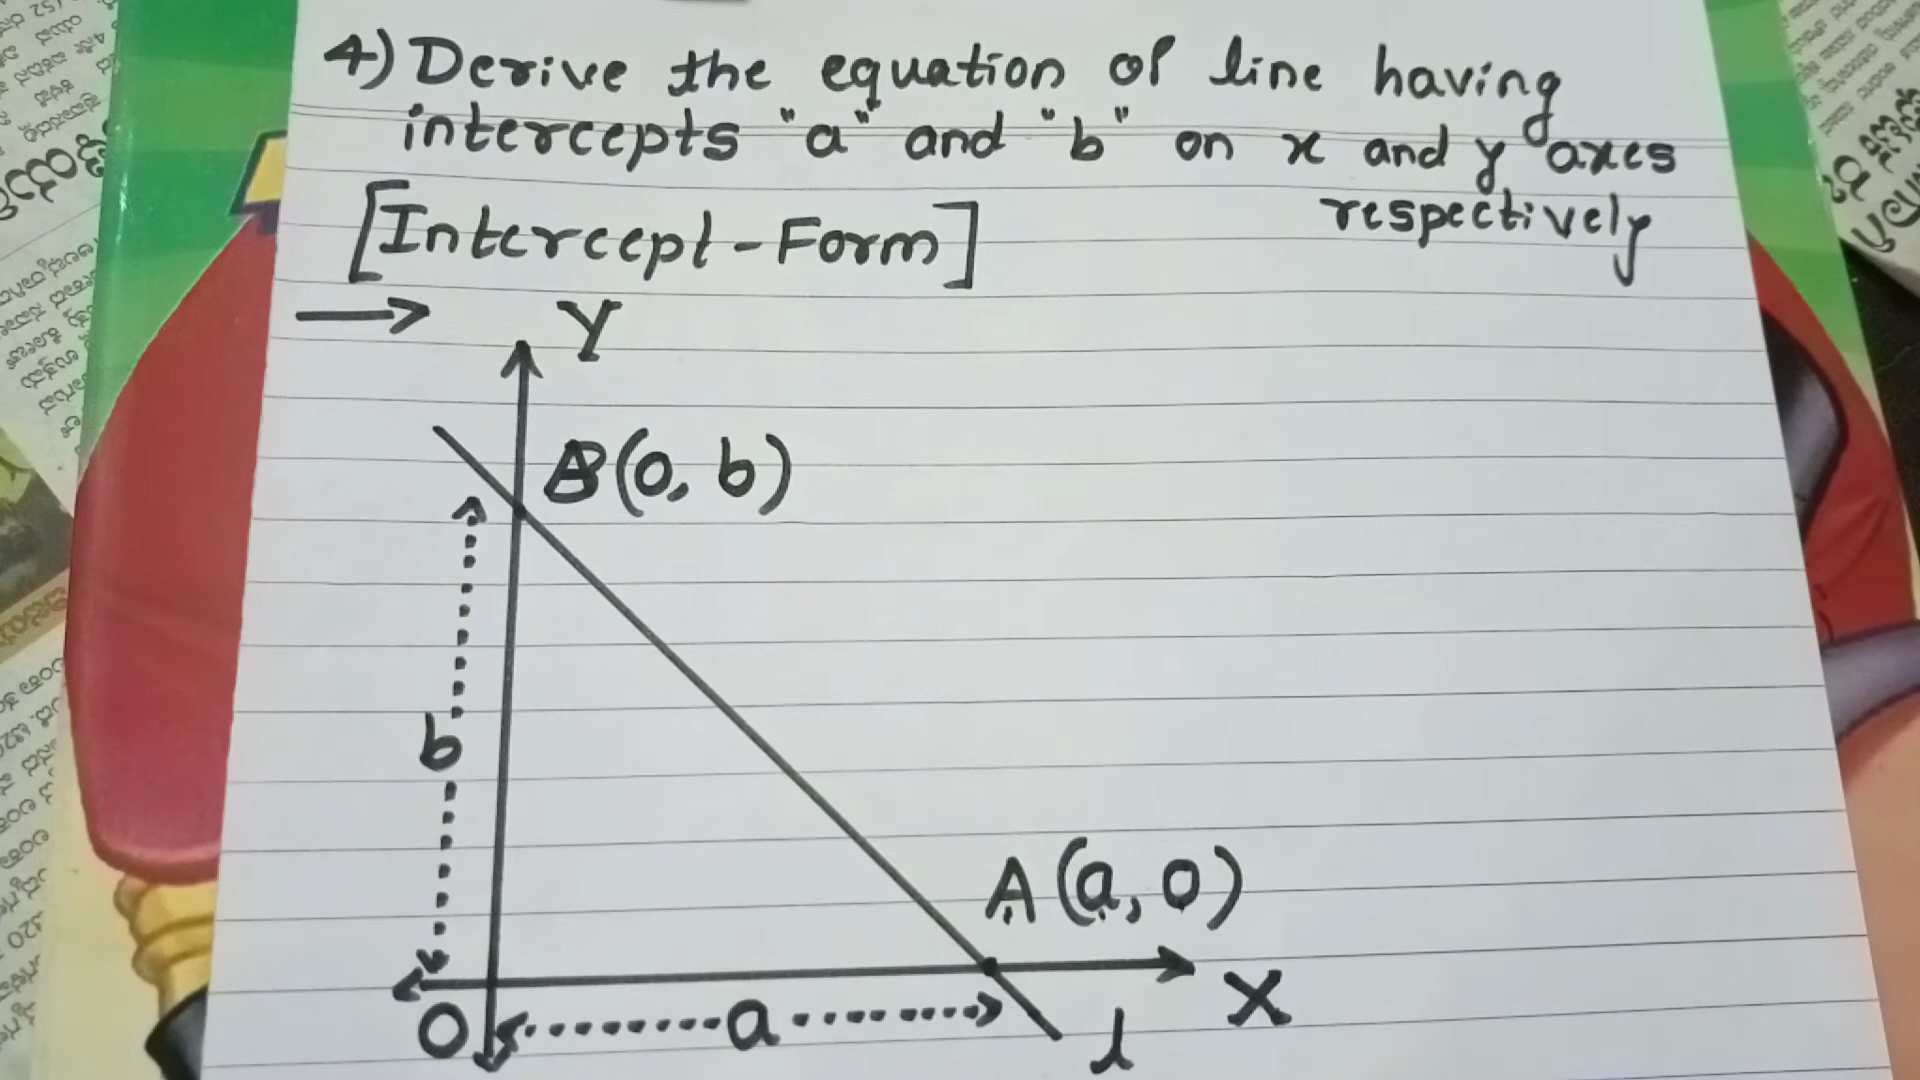 4) Derive the equation of line having
intercepts "a" and "b" on x and y axes
respectively
[Intercept-Form]
→ Y
B(0, b)
b
A(a, 0)
X
O
a
l